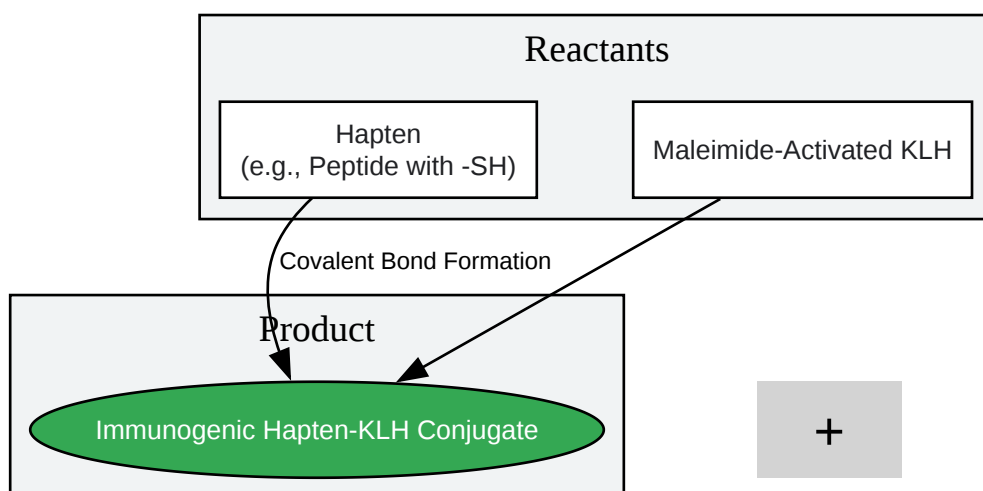 Reactants
Hapten
(e.g., Peptide with -SH)
Maleimide-Activated KLH
Covalent Bond Formation
Product
Immunogenic Hapten-KLH Conjugate
+